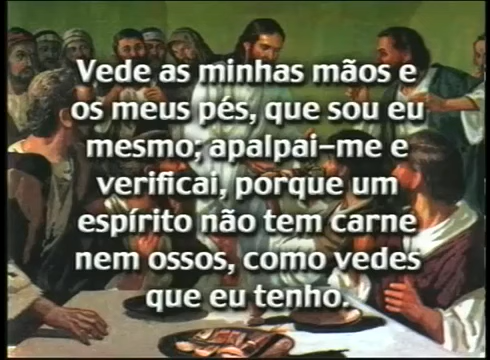 Vede as minhas mãos e
os meus pés, que sou eu
mesmo; apalpai-me e
verificai, porque um
espírito não tem carne
nem ossos, como vedes
que eu tenho.